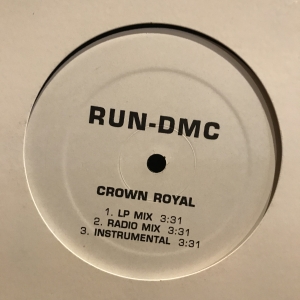 RUN-DMC
CROWN ROYAL
1. LP MIX 3:31
2. RADIO MIX 3:31
3. INSTRUMENTAL 3:31